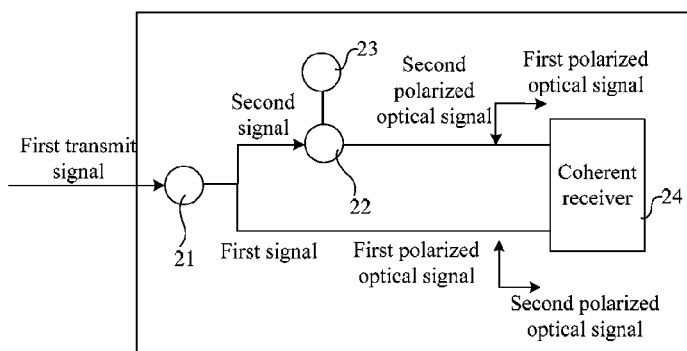 23
First polarized
optical signal
Second
polarized
optical signal
Second
signal
First transmit
signal
Coherent
receiver
24
22
21
First signal
First polarized
optical signal
Second polarized
optical signal